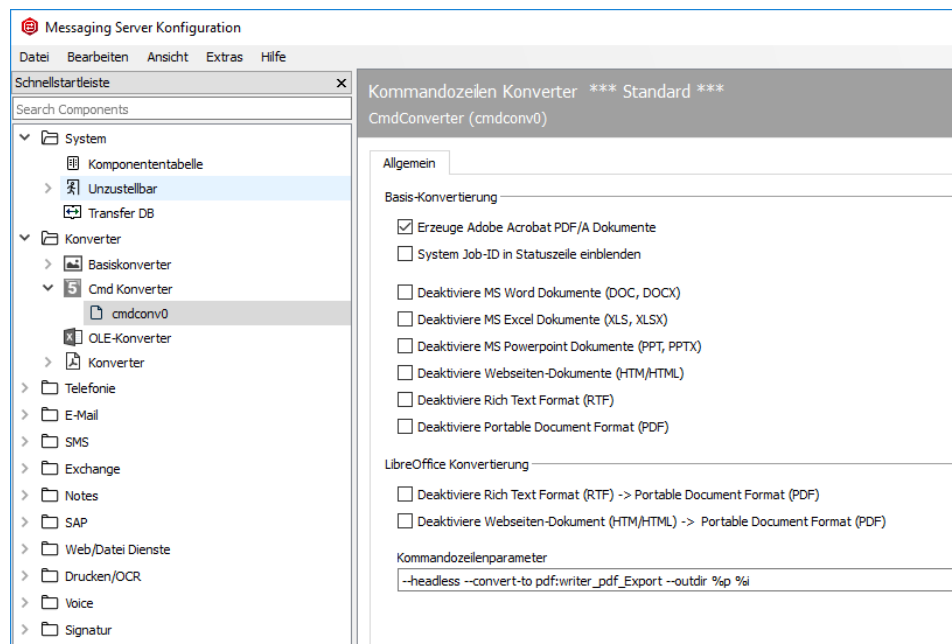 Messaging Server Konfiguration
Datei Bearbeiten Ansicht Extras Hilfe
Schnellstartleiste
Search Components
System
Komponententabelle
Unzustellbar
Transfer DB
Konverter
Basiskonverter
5 Cmd Konverter
cmdconv0
OLE-Konverter
Konverter
Telefonie
E-Mail
SMS
Exchange
Notes
SAP
Web/Datei Dienste
Drucken/OCR
Voice
Signatur
Kommandozeilen Konverter *** Standard ***
CmdConverter (cmdconv0)
Allgemein
Basis-Konvertierung
Erzeuge Adobe Acrobat PDF/A Dokumente
System Job-ID in Statuszeile einblenden
Deaktiviere MS Word Dokumente (DOC, DOCX)
Deaktiviere MS Excel Dokumente (XLS, XLSX)
Deaktiviere MS Powerpoint Dokumente (PPT, PPTX)
Deaktiviere Webseiten-Dokumente (HTM/HTML)
Deaktiviere Rich Text Format (RTF)
Deaktiviere Portable Document Format (PDF)
LibreOffice Konvertierung
Deaktiviere Rich Text Format (RTF) -> Portable Document Format (PDF)
Deaktiviere Webseiten-Dokument (HTM/HTML) -> Portable Document Format (PDF)
Kommandozeilenparameter
--headless --convert-to pdf:writer_pdf_Export --outdir %p %i